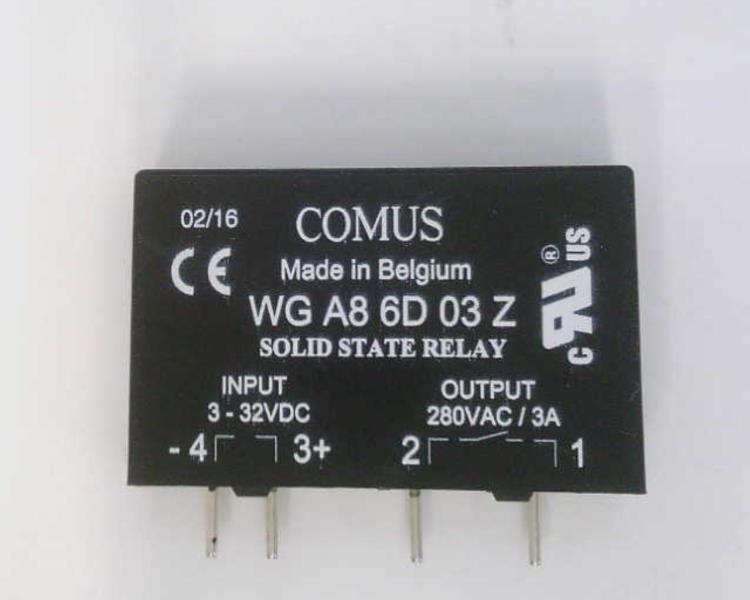 02/16
COMUS
CE
Made in Belgium
WG A8 6D 03 Z
SOLID STATE RELAY
c RU ® US
INPUT
3 - 32VDC
OUTPUT
280VAC / 3A
- 4 3+ 2 1